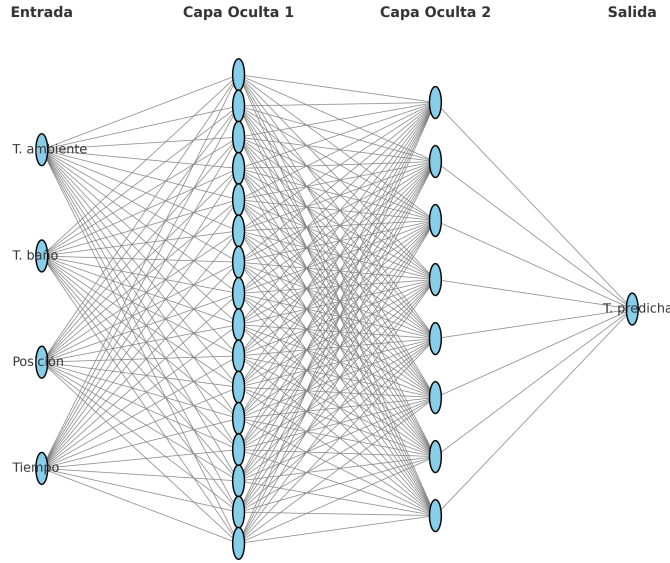 Entrada
Capa Oculta 1
Capa Oculta 2
Salida
T. ambiente
T. baño
Posición
Tiempo
T. predicha